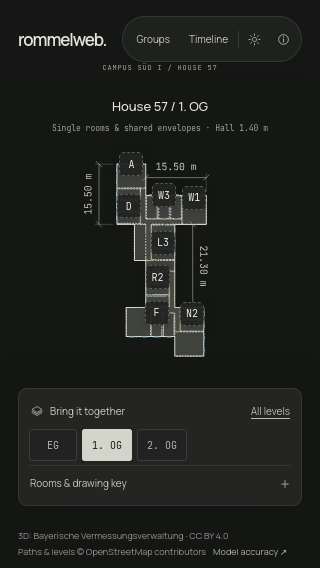 rommelweb. Groups Timeline
CAMPUS SÜD I / HOUSE 57
House 57 / 1. OG
Single rooms & shared envelopes · Hall 1.40 m
A
15.50 m
15.50 m
W3
W1
D
L3
21.30 m
R2
F
N2
Bring it together All levels
EG 1. OG 2. OG
Rooms & drawing key +
3D: Bayerische Vermessungsverwaltung · CC BY 4.0
Paths & levels © OpenStreetMap contributors Model accuracy ↗